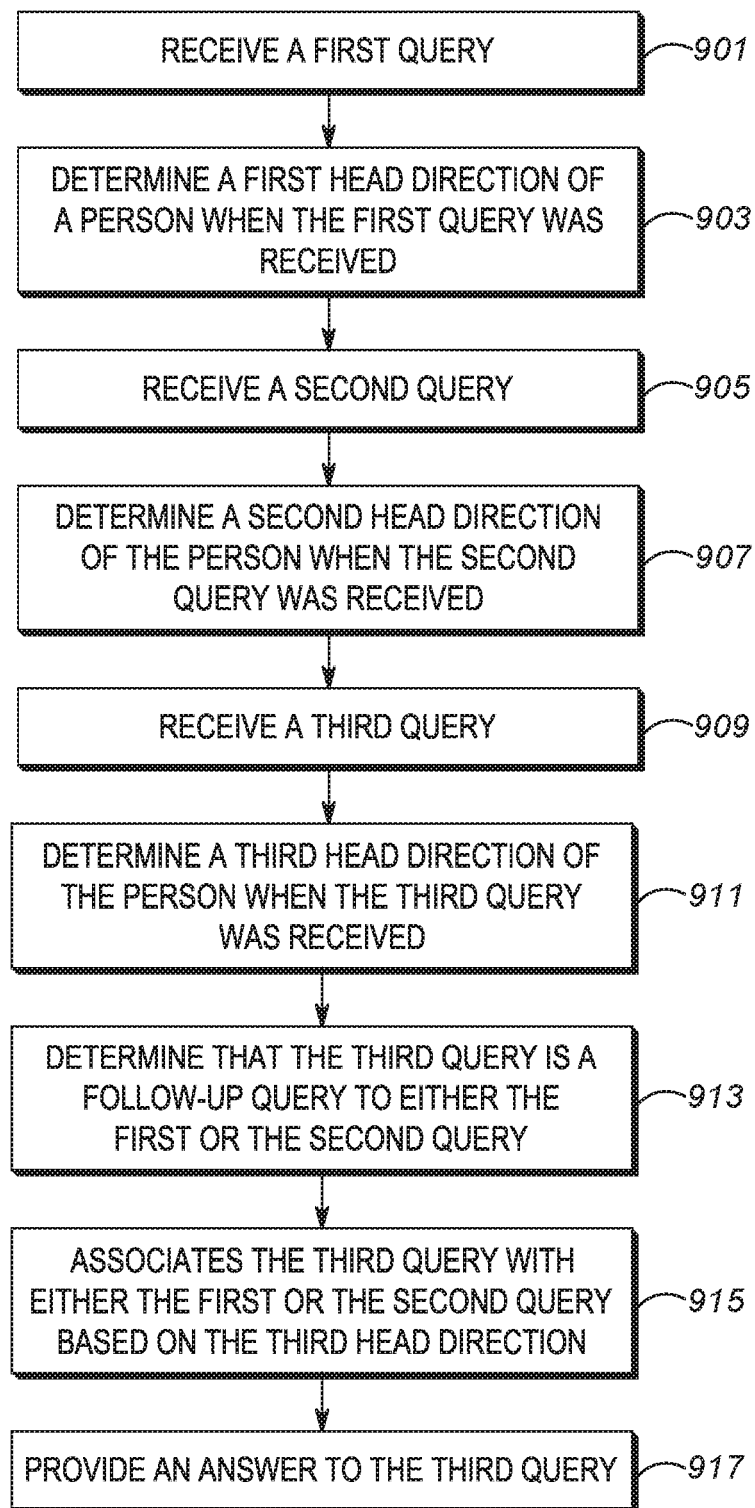 RECEIVE A FIRST QUERY
901
DETERMINE A FIRST HEAD DIRECTION OF
A PERSON WHEN THE FIRST QUERY WAS
RECEIVED
903
RECEIVE A SECOND QUERY
905
DETERMINE A SECOND HEAD DIRECTION
OF THE PERSON WHEN THE SECOND
QUERY WAS RECEIVED
907
RECEIVE A THIRD QUERY
909
DETERMINE A THIRD HEAD DIRECTION OF
THE PERSON WHEN THE THIRD QUERY
WAS RECEIVED
911
DETERMINE THAT THE THIRD QUERY IS A
FOLLOW-UP QUERY TO EITHER THE
FIRST OR THE SECOND QUERY
913
ASSOCIATES THE THIRD QUERY WITH
EITHER THE FIRST OR THE SECOND QUERY
BASED ON THE THIRD HEAD DIRECTION
915
PROVIDE AN ANSWER TO THE THIRD QUERY
917